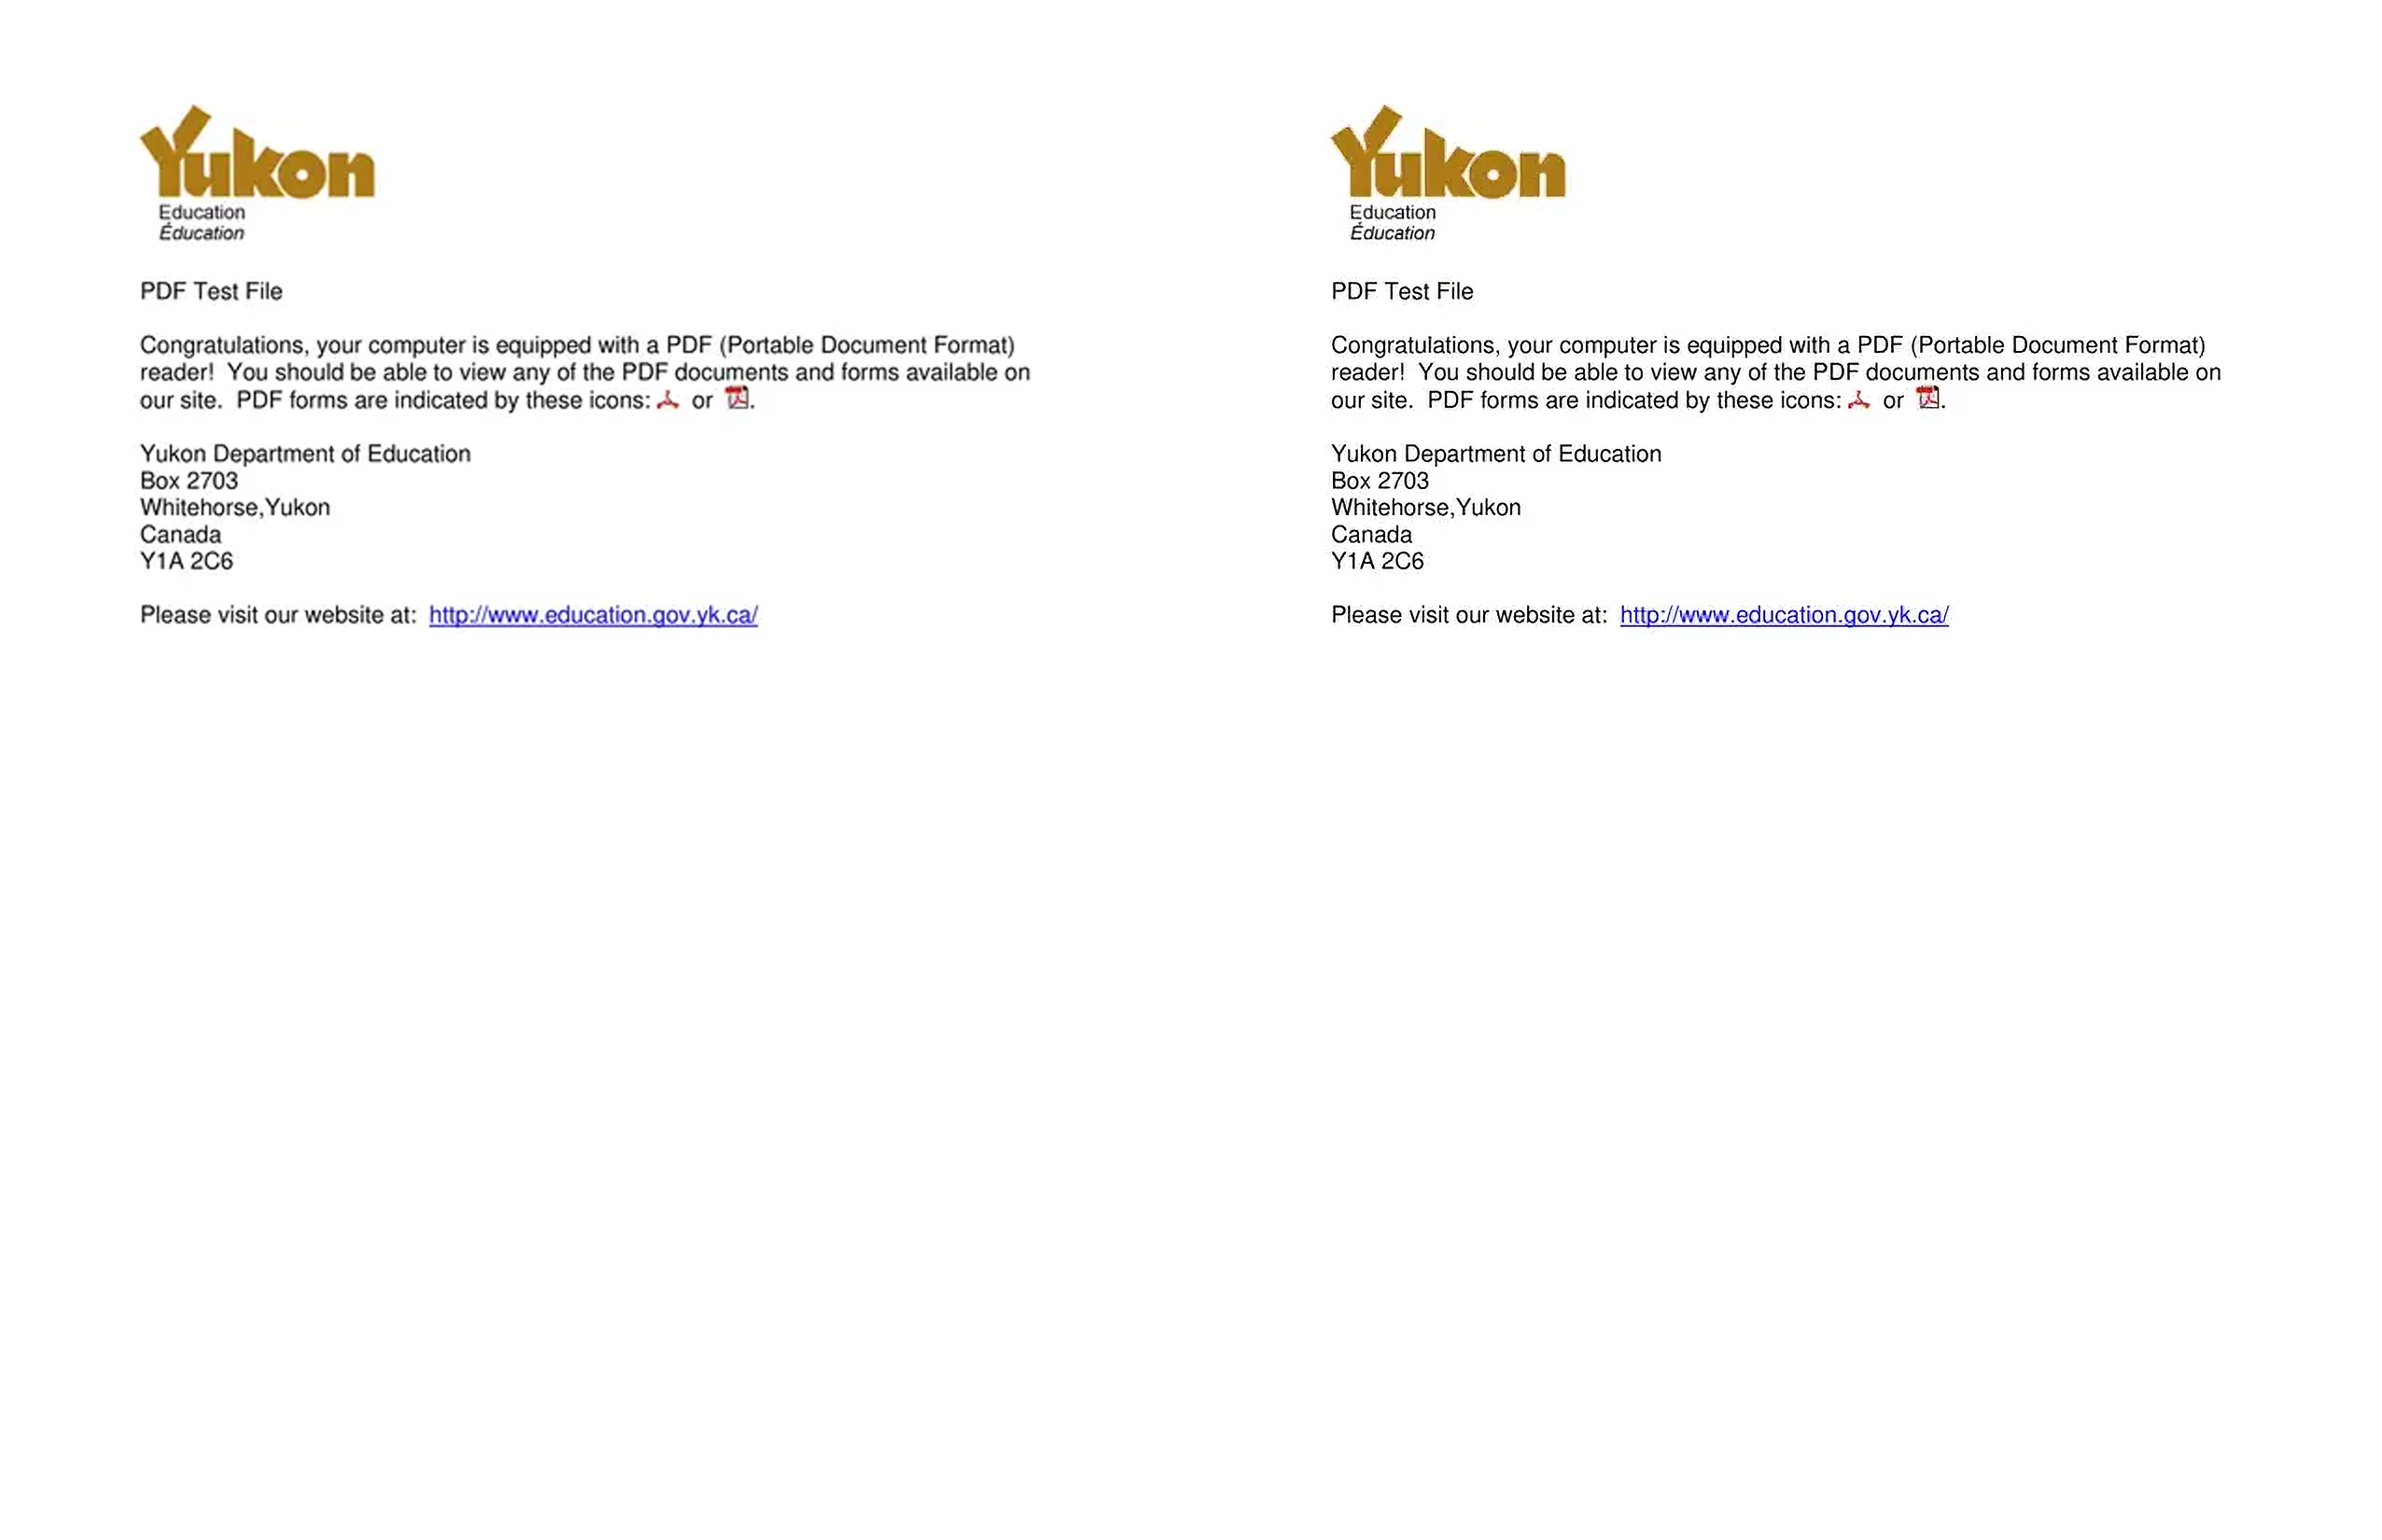 Yukon
Education
Éducation
PDF Test File
Congratulations, your computer is equipped with a PDF (Portable Document Format)
reader!  You should be able to view any of the PDF documents and forms available on
our site.  PDF forms are indicated by these icons: or .
Yukon Department of Education
Box 2703
Whitehorse,Yukon
Canada
Y1A 2C6
Please visit our website at:  http://www.education.gov.yk.ca/
Yukon
Education
Éducation
PDF Test File
Congratulations, your computer is equipped with a PDF (Portable Document Format)
reader!  You should be able to view any of the PDF documents and forms available on
our site.  PDF forms are indicated by these icons: or .
Yukon Department of Education
Box 2703
Whitehorse,Yukon
Canada
Y1A 2C6
Please visit our website at:  http://www.education.gov.yk.ca/